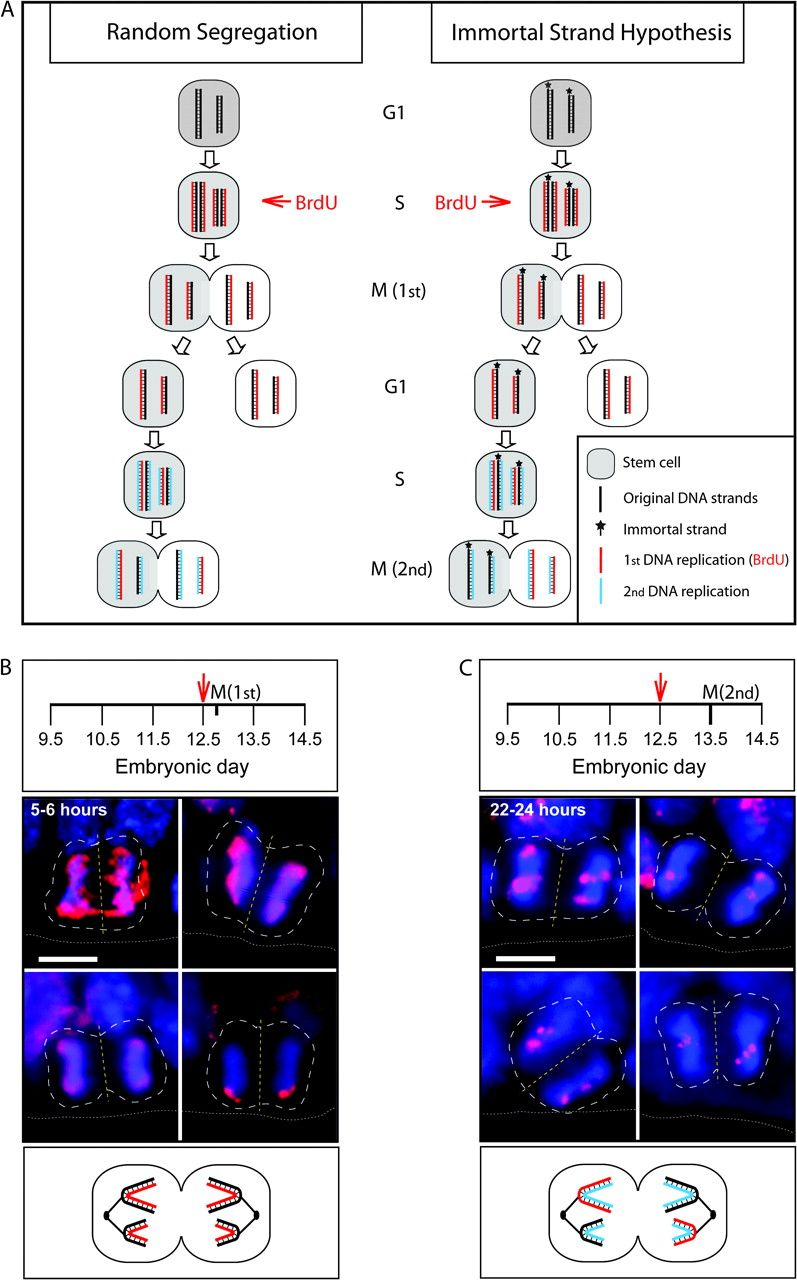 A
Random Segregation
Immortal Strand Hypothesis
G1
BrdU
S
BrdU
M (1st)
G1
S
M (2nd)
Stem cell
Original DNA strands
Immortal strand
1st DNA replication (BrdU)
2nd DNA replication
B
M(1st)
9.5 10.5 11.5 12.5 13.5 14.5
Embryonic day
5-6 hours
C
M(2nd)
9.5 10.5 11.5 12.5 13.5 14.5
Embryonic day
22-24 hours